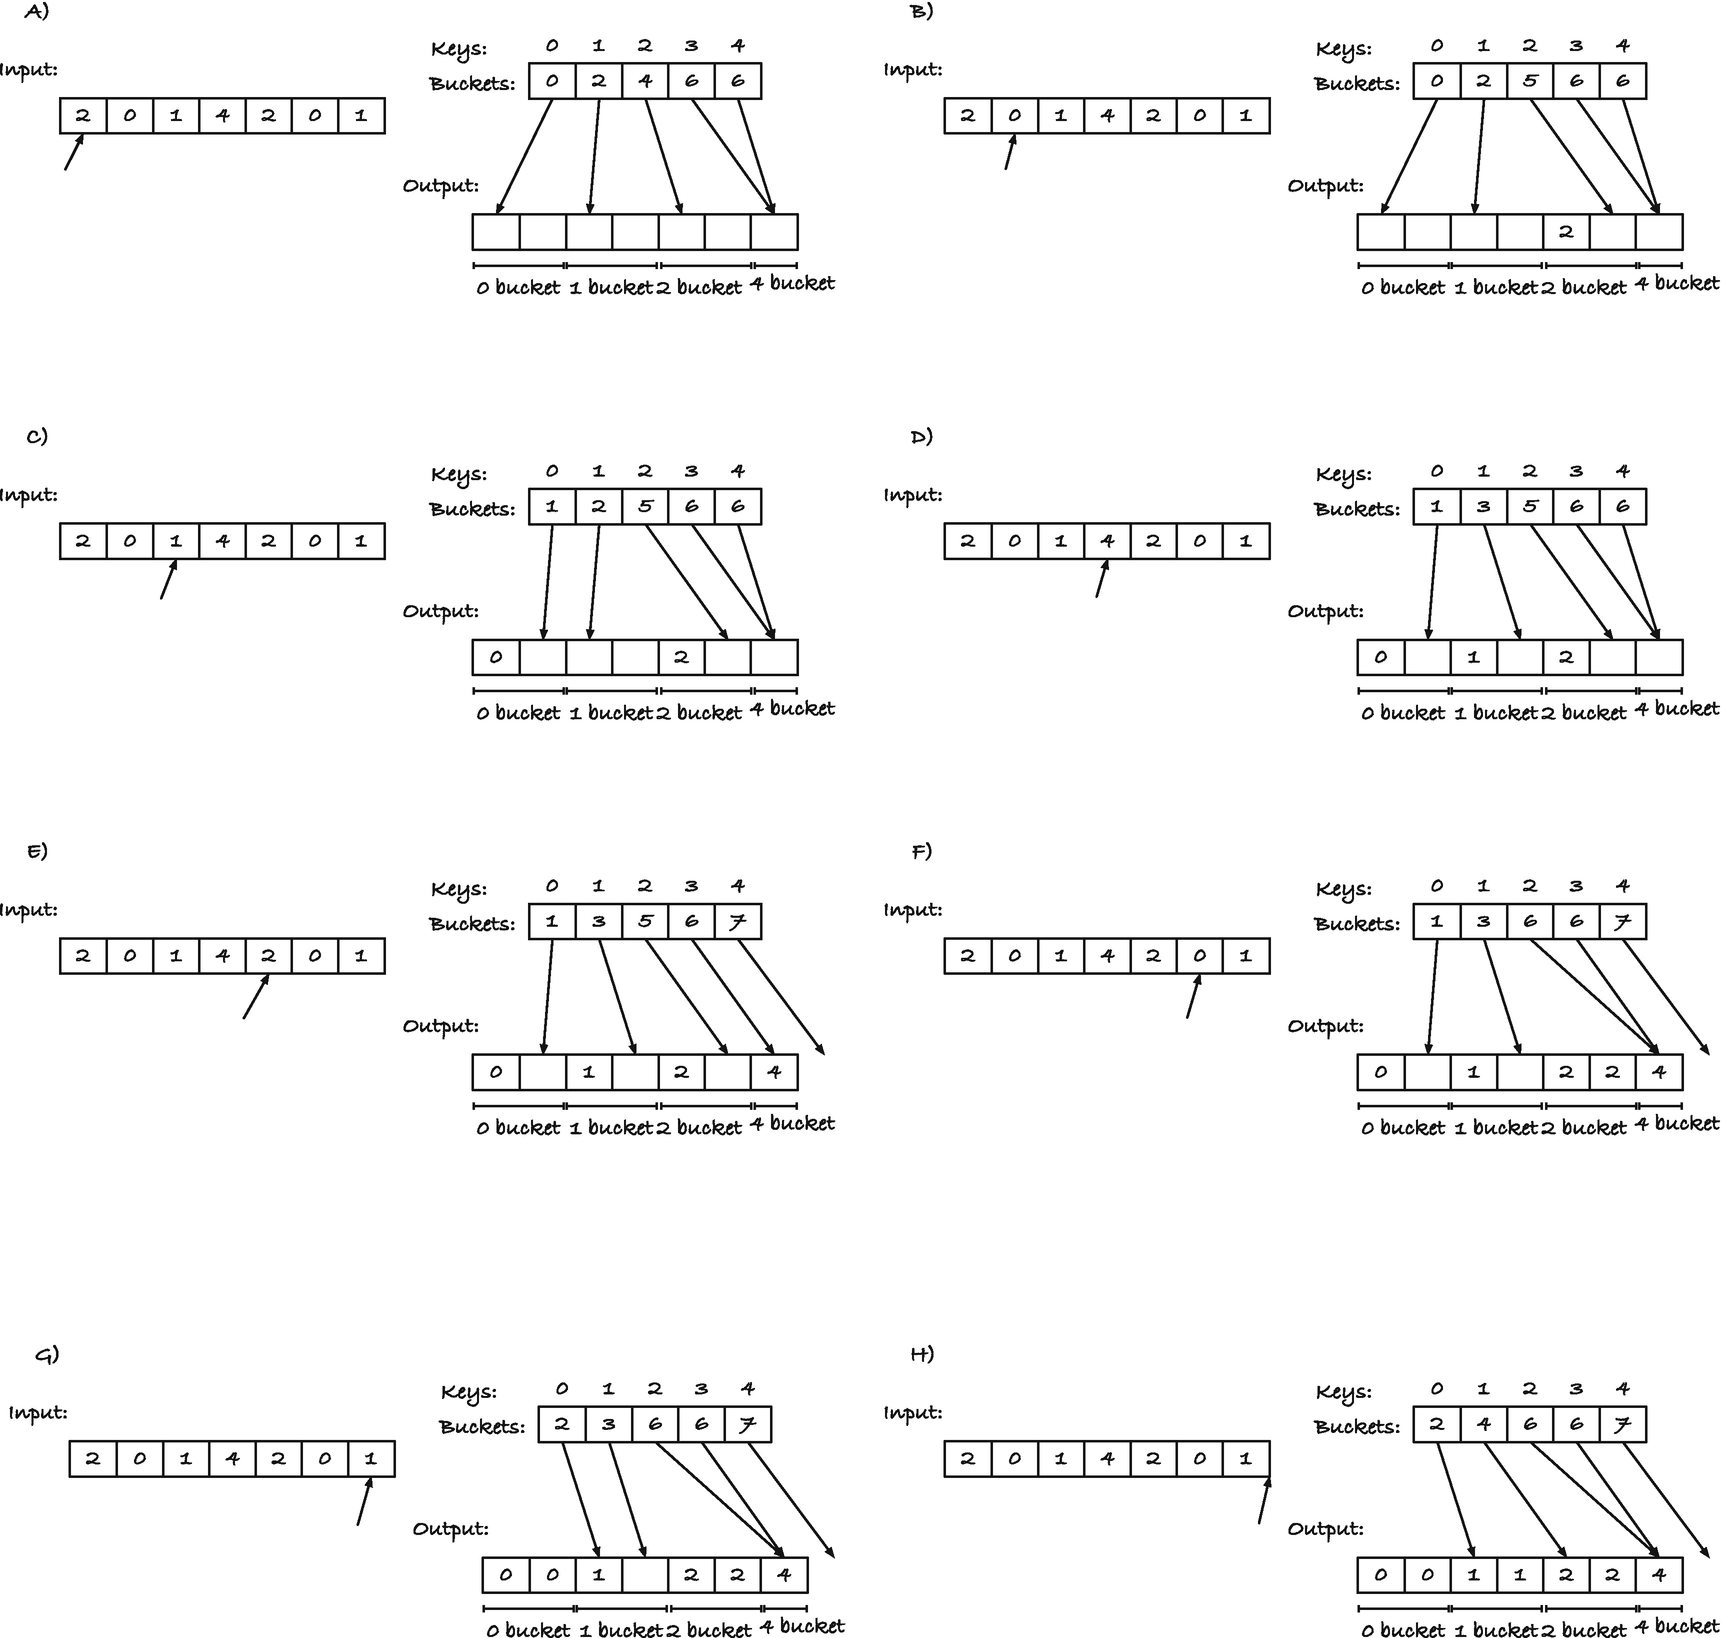 A)
Keys: 0 1 2 3 4
Input:
Buckets: 0 2 4 6 6
2 0 1 4 2 0 1
Output:
0 bucket 1 bucket 2 bucket 4 bucket
B)
Keys: 0 1 2 3 4
Input:
Buckets: 0 2 5 6 6
2 0 1 4 2 0 1
Output:
2
0 bucket 1 bucket 2 bucket 4 bucket
C)
Keys: 0 1 2 3 4
Input:
Buckets: 1 2 5 6 6
2 0 1 4 2 0 1
Output:
0 2
0 bucket 1 bucket 2 bucket 4 bucket
D)
Keys: 0 1 2 3 4
Input:
Buckets: 1 3 5 6 6
2 0 1 4 2 0 1
Output:
0 1 2
0 bucket 1 bucket 2 bucket 4 bucket
E)
Keys: 0 1 2 3 4
Input:
Buckets: 1 3 5 6 7
2 0 1 4 2 0 1
Output:
0 1 2 4
0 bucket 1 bucket 2 bucket 4 bucket
F)
Keys: 0 1 2 3 4
Input:
Buckets: 1 3 6 6 7
2 0 1 4 2 0 1
Output:
0 1 2 2 4
0 bucket 1 bucket 2 bucket 4 bucket
G)
Keys: 0 1 2 3 4
Input:
Buckets: 2 3 6 6 7
2 0 1 4 2 0 1
Output:
0 0 1 2 2 4
0 bucket 1 bucket 2 bucket 4 bucket
H)
Keys: 0 1 2 3 4
Input:
Buckets: 2 4 6 6 7
2 0 1 4 2 0 1
Output:
0 0 1 1 2 2 4
0 bucket 1 bucket 2 bucket 4 bucket